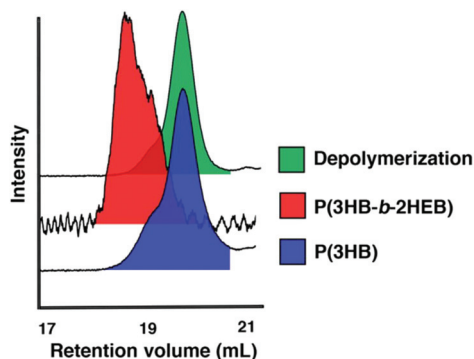 Intensity
Depolymerization
P(3HB-b-2HEB)
P(3HB)
17 19 21
Retention volume (mL)